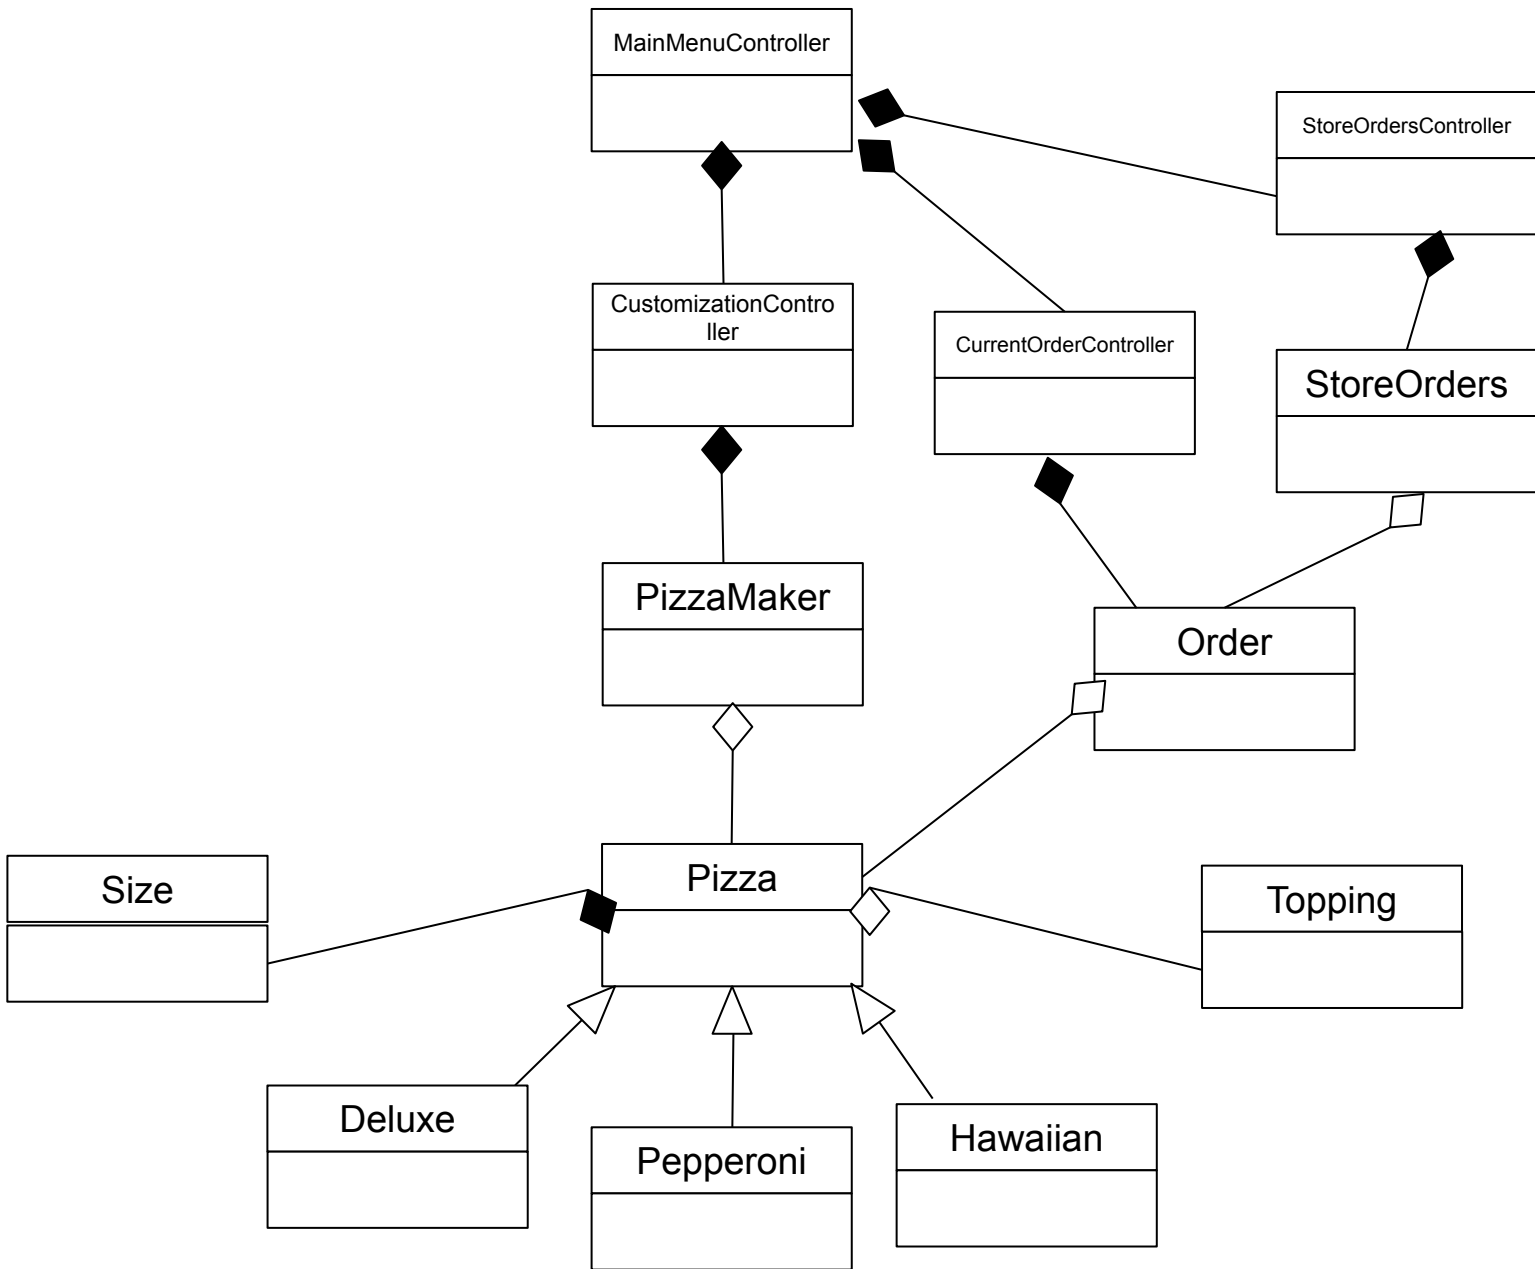 MainMenuController
StoreOrdersController
CustomizationContro
ller
CurrentOrderController
StoreOrders
PizzaMaker
Order
Pizza
Size
Topping
Deluxe
Pepperoni
Hawaiian